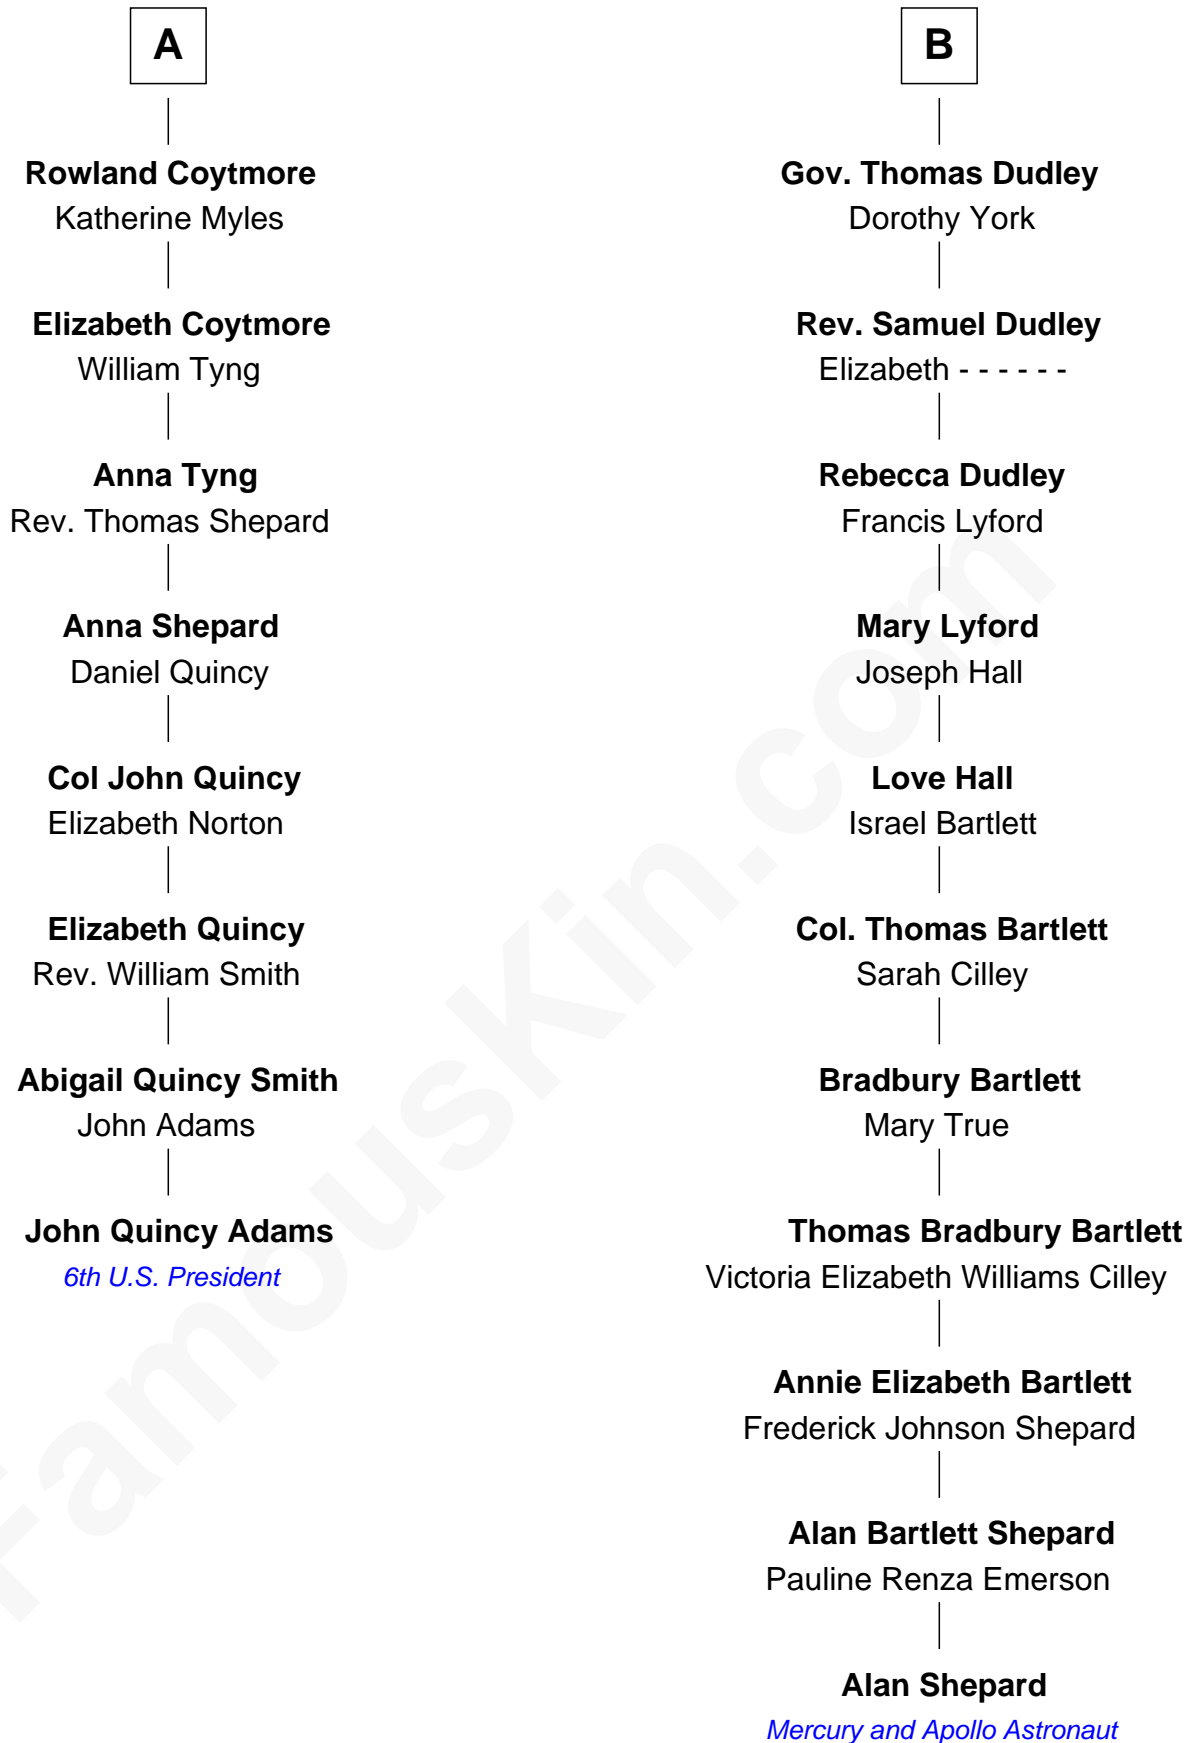 A
Rowland Coytmore
Katherine Myles
Elizabeth Coytmore
William Tyng
Anna Tyng
Rev. Thomas Shepard
Anna Shepard
Daniel Quincy
Col John Quincy
Elizabeth Norton
Elizabeth Quincy
Rev. William Smith
Abigail Quincy Smith
John Adams
John Quincy Adams
6th U.S. President
B
Gov. Thomas Dudley
Dorothy York
Rev. Samuel Dudley
Elizabeth - - - - - -
Rebecca Dudley
Francis Lyford
Mary Lyford
Joseph Hall
Love Hall
Israel Bartlett
Col. Thomas Bartlett
Sarah Cilley
Bradbury Bartlett
Mary True
Thomas Bradbury Bartlett
Victoria Elizabeth Williams Cilley
Annie Elizabeth Bartlett
Frederick Johnson Shepard
Alan Bartlett Shepard
Pauline Renza Emerson
Alan Shepard
Mercury and Apollo Astronaut
FamousKin.com